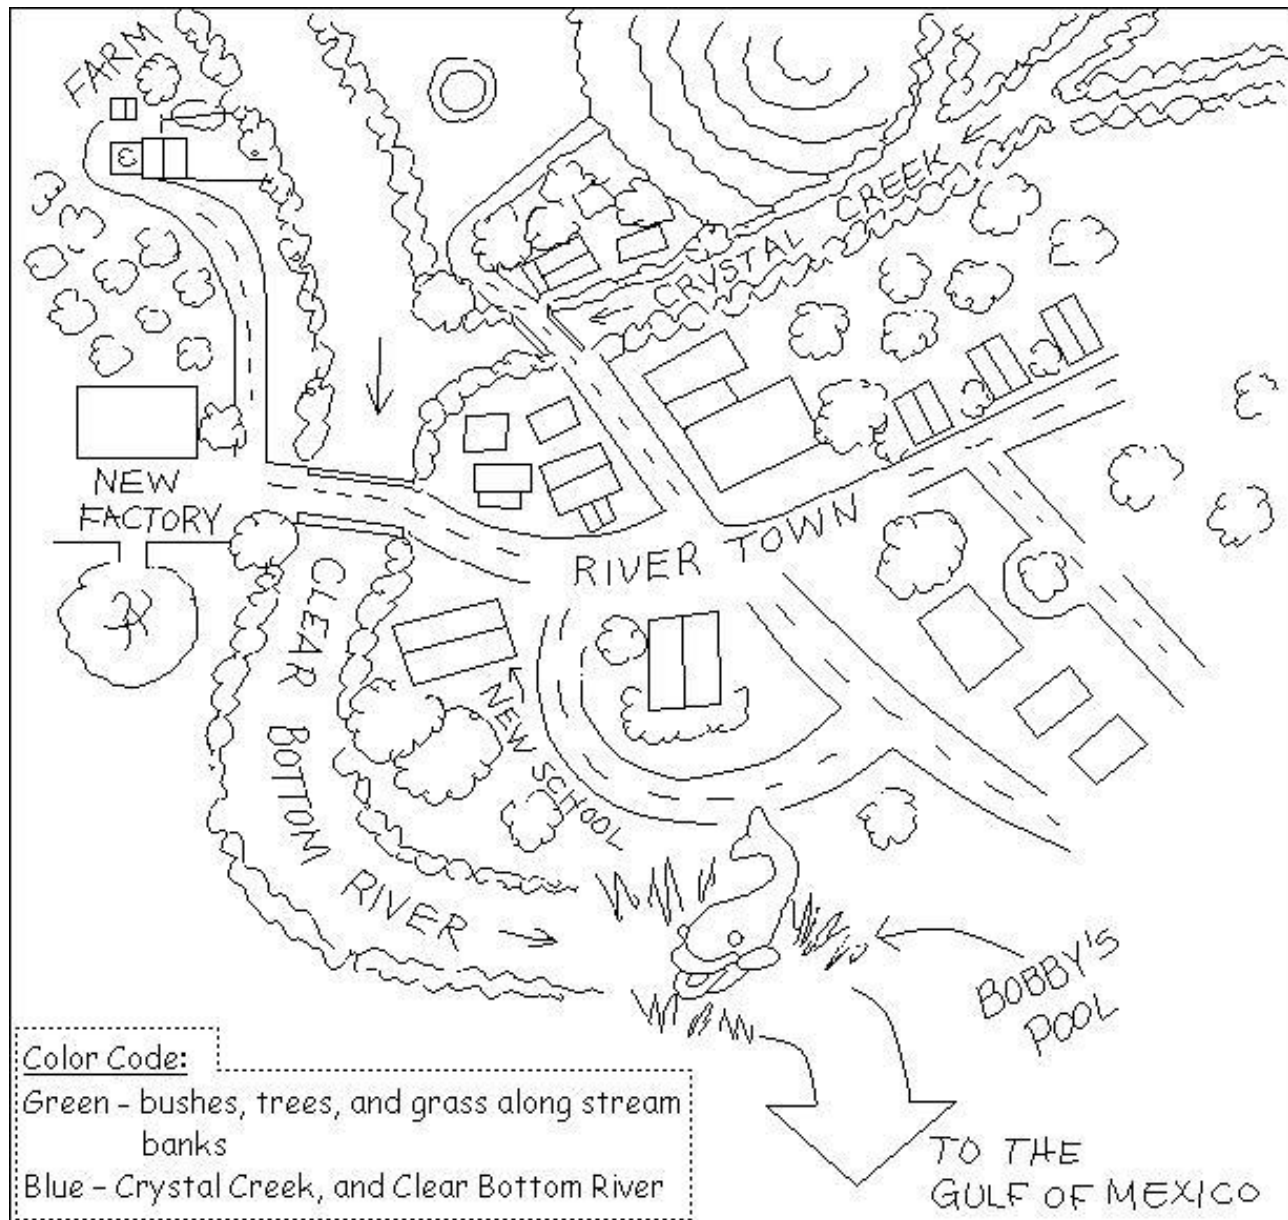 FARM
CRYSTAL CREEK
NEW
FACTORY
RIVER TOWN
CLEAR
BOTTOM
RIVER
NEW SCHOOL
BOBBY'S
POOL
Color Code:
Green - bushes, trees, and grass along stream
banks
Blue - Crystal Creek, and Clear Bottom River
TO THE
GULF OF MEXICO